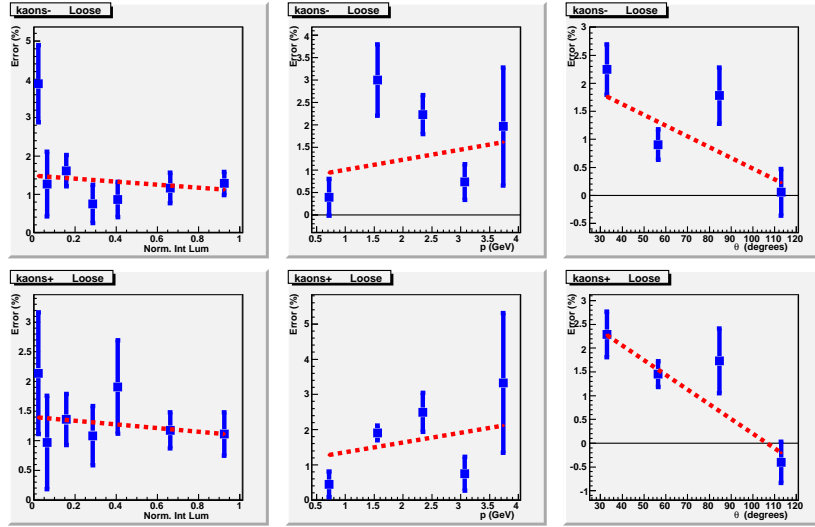 kaons- Loose
Error (%)
5
4
3
2
1
0
0 0.2 0.4 0.6 0.8 1
Norm. Int Lum
kaons- Loose
Error (%)
4
3.5
3
2.5
2
1.5
1
0.5
0
0.5 1 1.5 2 2.5 3 3.5 4
p (GeV)
kaons- Loose
Error (%)
3
2.5
2
1.5
1
0.5
0
-0.5
30 40 50 60 70 80 90 100 110 120
θ (degrees)
kaons+ Loose
Error (%)
3
2.5
2
1.5
1
0.5
0
0 0.2 0.4 0.6 0.8 1
Norm. Int Lum
kaons+ Loose
Error (%)
5
4
3
2
1
0
0.5 1 1.5 2 2.5 3 3.5 4
p (GeV)
kaons+ Loose
Error (%)
3
2.5
2
1.5
1
0.5
0
-0.5
-1
30 40 50 60 70 80 90 100 110 120
θ (degrees)